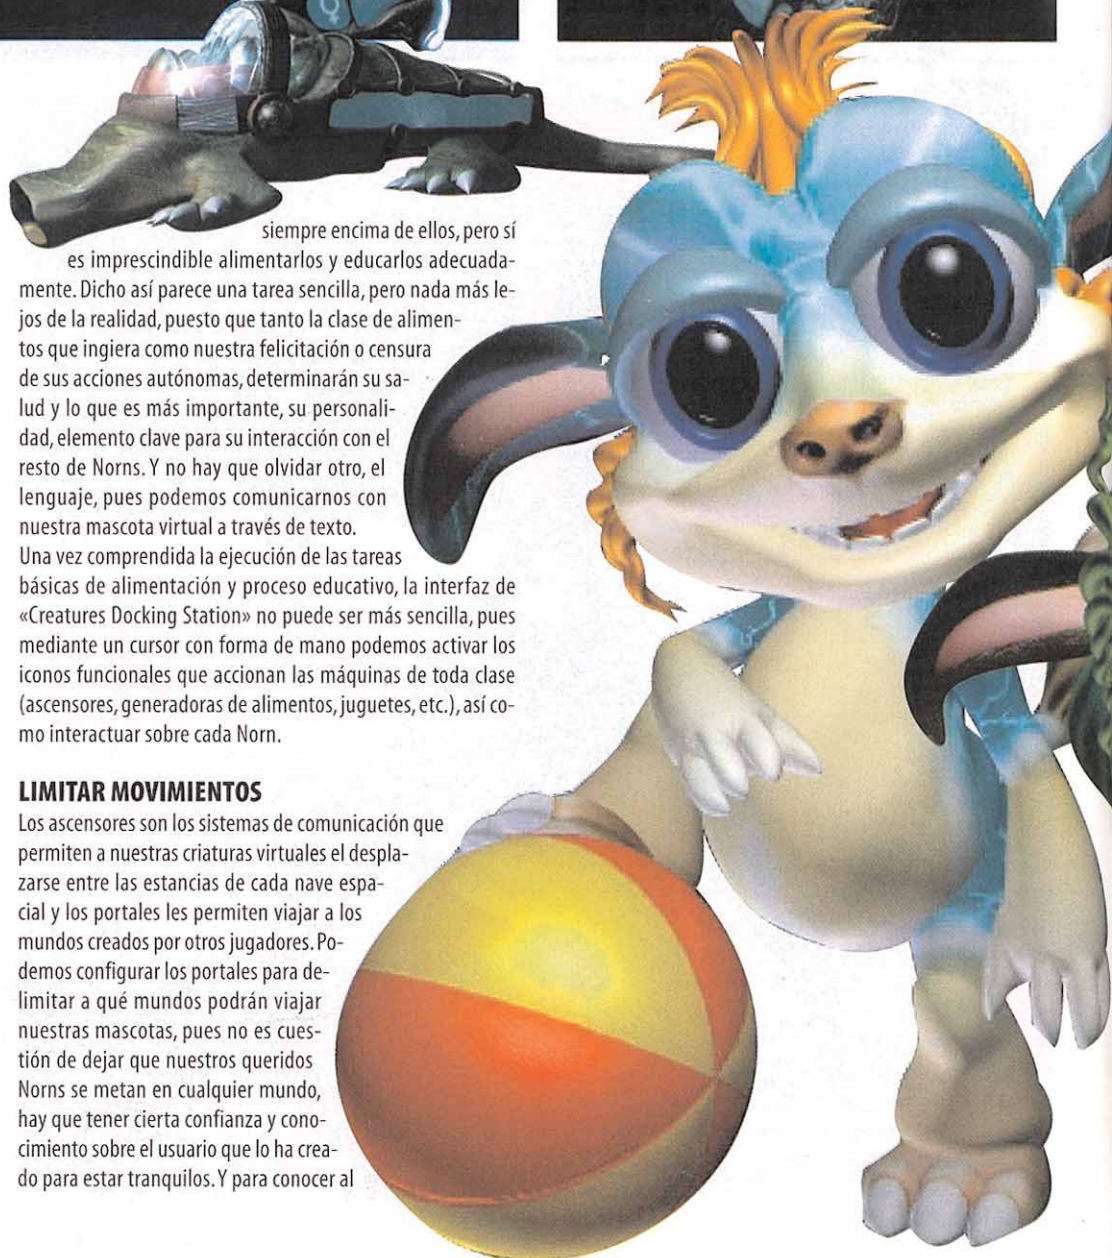 siempre encima de ellos, pero sí
es imprescindible alimentarlos y educarlos adecuada-
mente. Dicho así parece una tarea sencilla, pero nada más le-
jos de la realidad, puesto que tanto la clase de alimen-
tos que ingiera como nuestra felicitación o censura
de sus acciones autónomas, determinarán su sa-
lud y lo que es más importante, su personali-
dad, elemento clave para su interacción con el
resto de Norns. Y no hay que olvidar otro, el
lenguaje, pues podemos comunicarnos con
nuestra mascota virtual a través de texto.
Una vez comprendida la ejecución de las tareas
básicas de alimentación y proceso educativo, la interfaz de
«Creatures Docking Station» no puede ser más sencilla, pues
mediante un cursor con forma de mano podemos activar los
iconos funcionales que accionan las máquinas de toda clase
(ascensores, generadoras de alimentos, juguetes, etc.), así co-
mo interactuar sobre cada Norn.
LIMITAR MOVIMIENTOS
Los ascensores son los sistemas de comunicación que
permiten a nuestras criaturas virtuales el despla-
zarse entre las estancias de cada nave espa-
cial y los portales les permiten viajar a los
mundos creados por otros jugadores. Po-
demos configurar los portales para de-
limitar a qué mundos podrán viajar
nuestras mascotas, pues no es cues-
tión de dejar que nuestros queridos
Norns se metan en cualquier mundo,
hay que tener cierta confianza y cono-
cimiento sobre el usuario que lo ha crea-
do para estar tranquilos. Y para conocer al